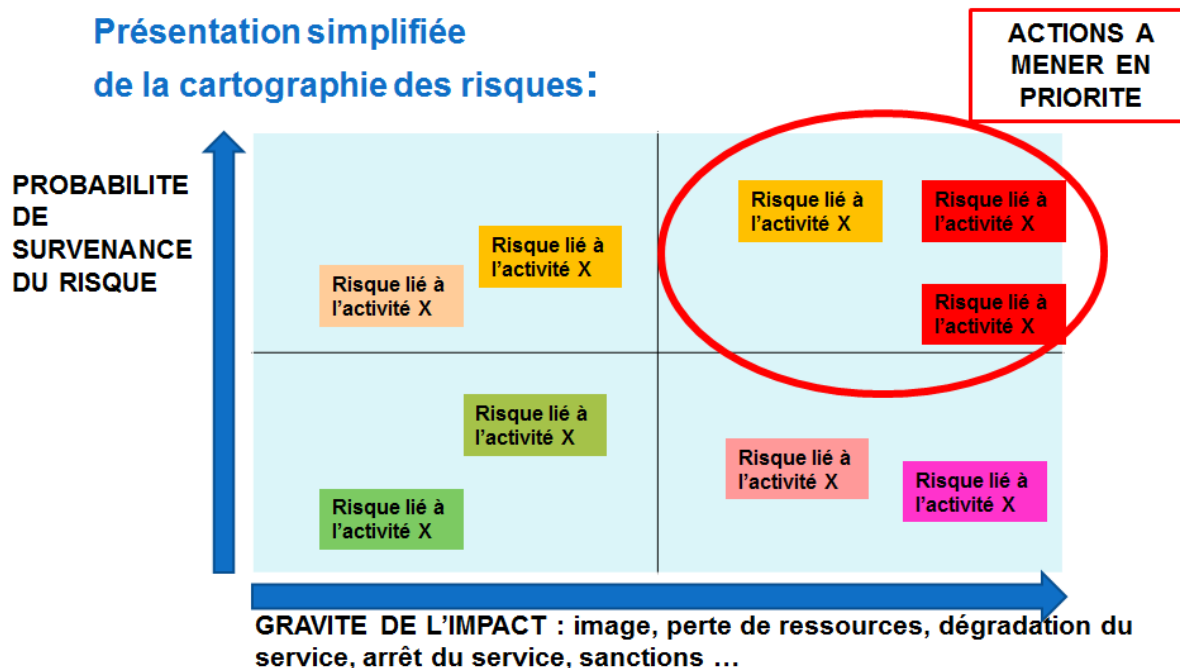 Présentation simplifiée
de la cartographie des risques:
ACTIONS A
MENER EN
PRIORITE
PROBABILITE
DE
SURVENANCE
DU RISQUE
Risque lié à
l'activité X
Risque lié à
l'activité X
Risque lié à
l'activité X
Risque lié à
l'activité X
Risque lié à
l'activité X
Risque lié à
l'activité X
Risque lié à
l'activité X
Risque lié à
l'activité X
Risque lié à
l'activité X
GRAVITE DE L'IMPACT : image, perte de ressources, dégradation du
service, arrêt du service, sanctions ...